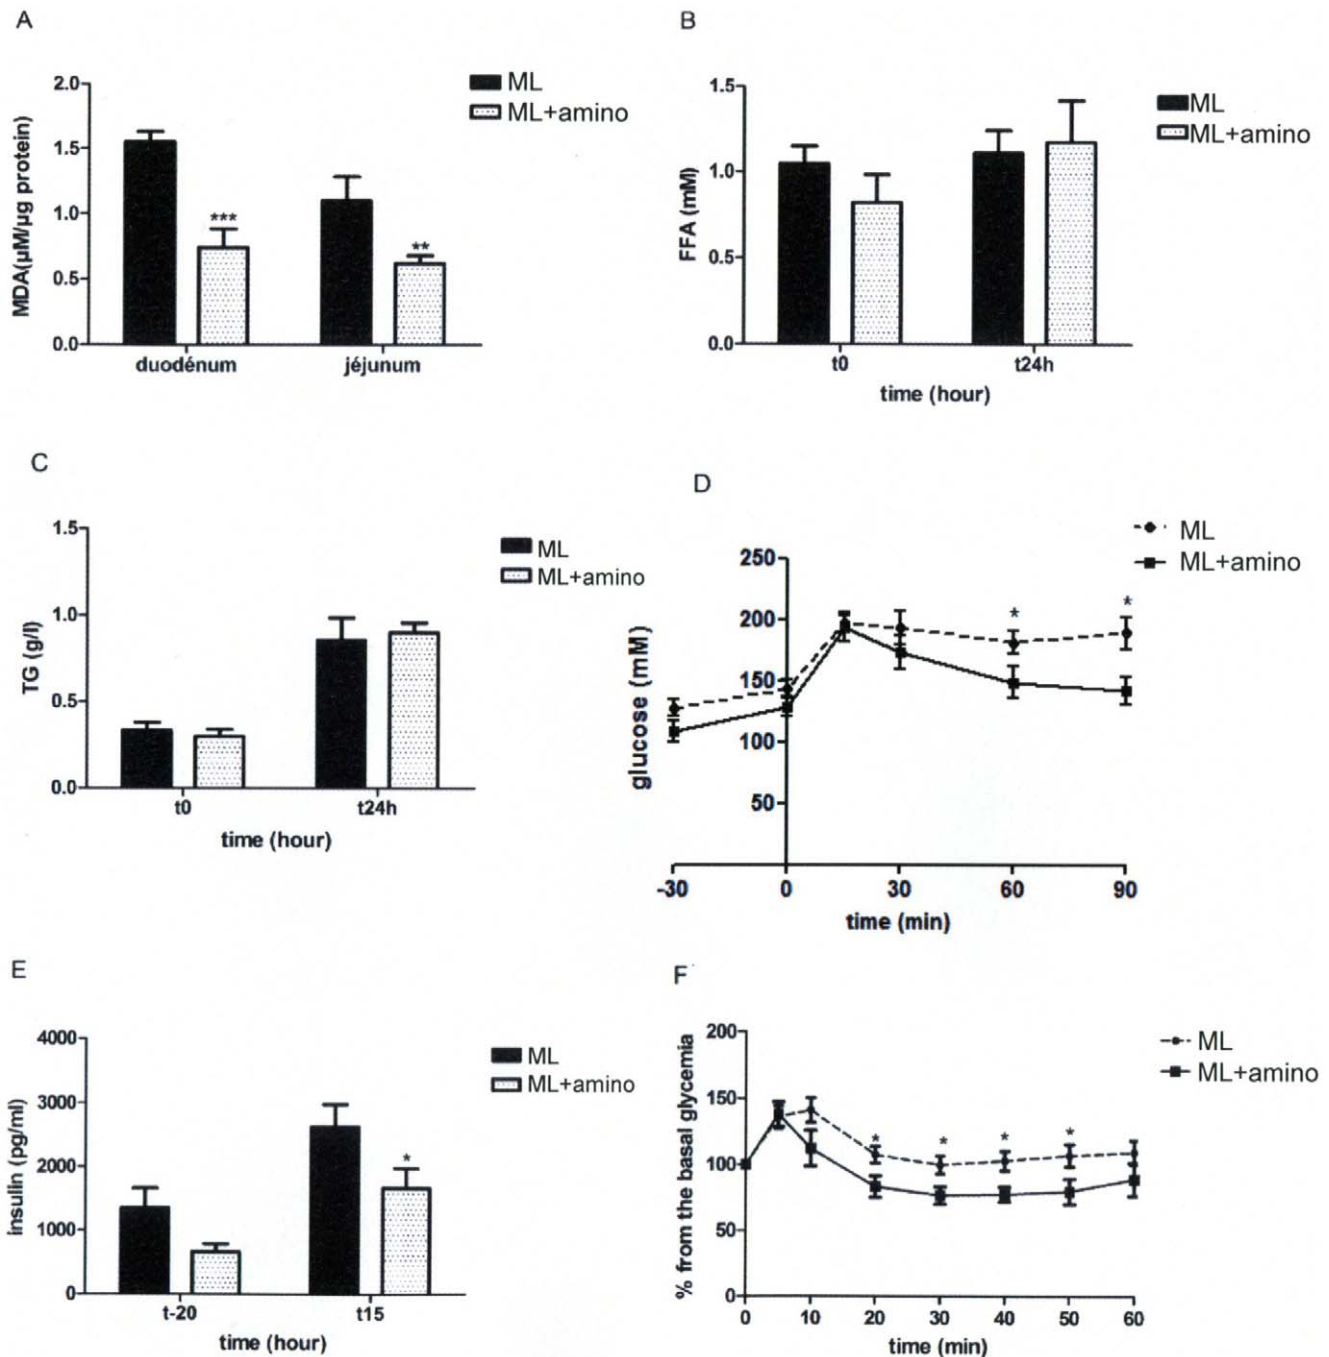 A
2.0
1.5
1.0
0.5
0.0
MDA(µM/µg protein)
***
**
duodénum
jéjunum
ML
ML+amino
B
1.5
1.0
0.5
0.0
FFA (mM)
t0
t24h
time (hour)
ML
ML+amino
C
1.5
1.0
0.5
0.0
TG (g/l)
t0
t24h
time (hour)
ML
ML+amino
D
250
200
150
100
50
glucose (mM)
*
*
-30
0
30
60
90
time (min)
ML
ML+amino
E
4000
3000
2000
1000
0
insulin (pg/ml)
*
t-20
t15
time (hour)
ML
ML+amino
F
200
150
100
50
0
% from the basal glycemia
*
*
*
*
0
10
20
30
40
50
60
time (min)
ML
ML+amino